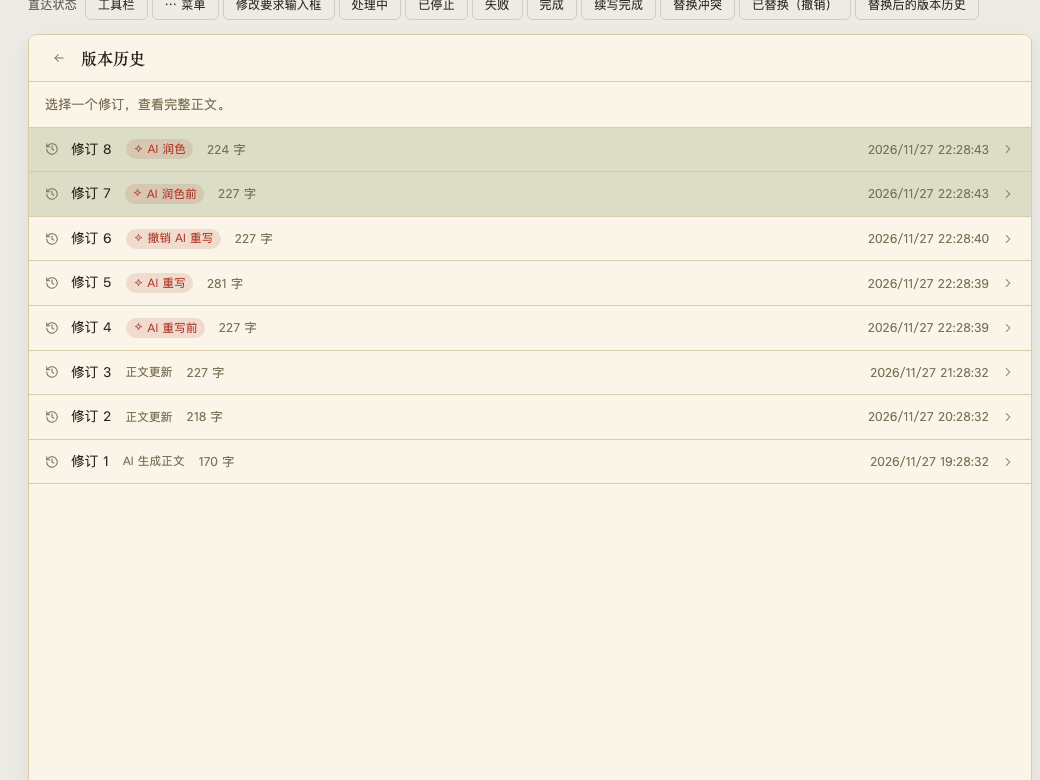 直达状态 工具栏 ··· 菜单 修改要求输入框 处理中 已停止 失败 完成 续写完成 替换冲突 已替换（撤销） 替换后的版本历史
← 版本历史
选择一个修订，查看完整正文。
修订 8 AI 润色 224 字 2026/11/27 22:28:43
修订 7 AI 润色前 227 字 2026/11/27 22:28:43
修订 6 撤销 AI 重写 227 字 2026/11/27 22:28:40
修订 5 AI 重写 281 字 2026/11/27 22:28:39
修订 4 AI 重写前 227 字 2026/11/27 22:28:39
修订 3 正文更新 227 字 2026/11/27 21:28:32
修订 2 正文更新 218 字 2026/11/27 20:28:32
修订 1 AI 生成正文 170 字 2026/11/27 19:28:32